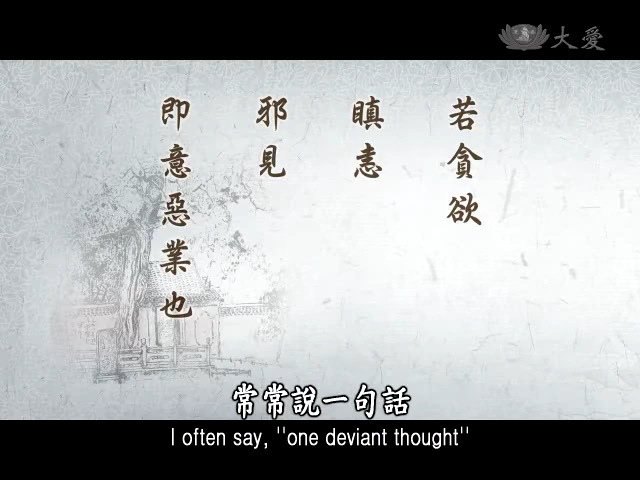 大愛
若貪欲
瞋恚
邪見
即意惡業也
常常說一句話
I often say, "one deviant thought"